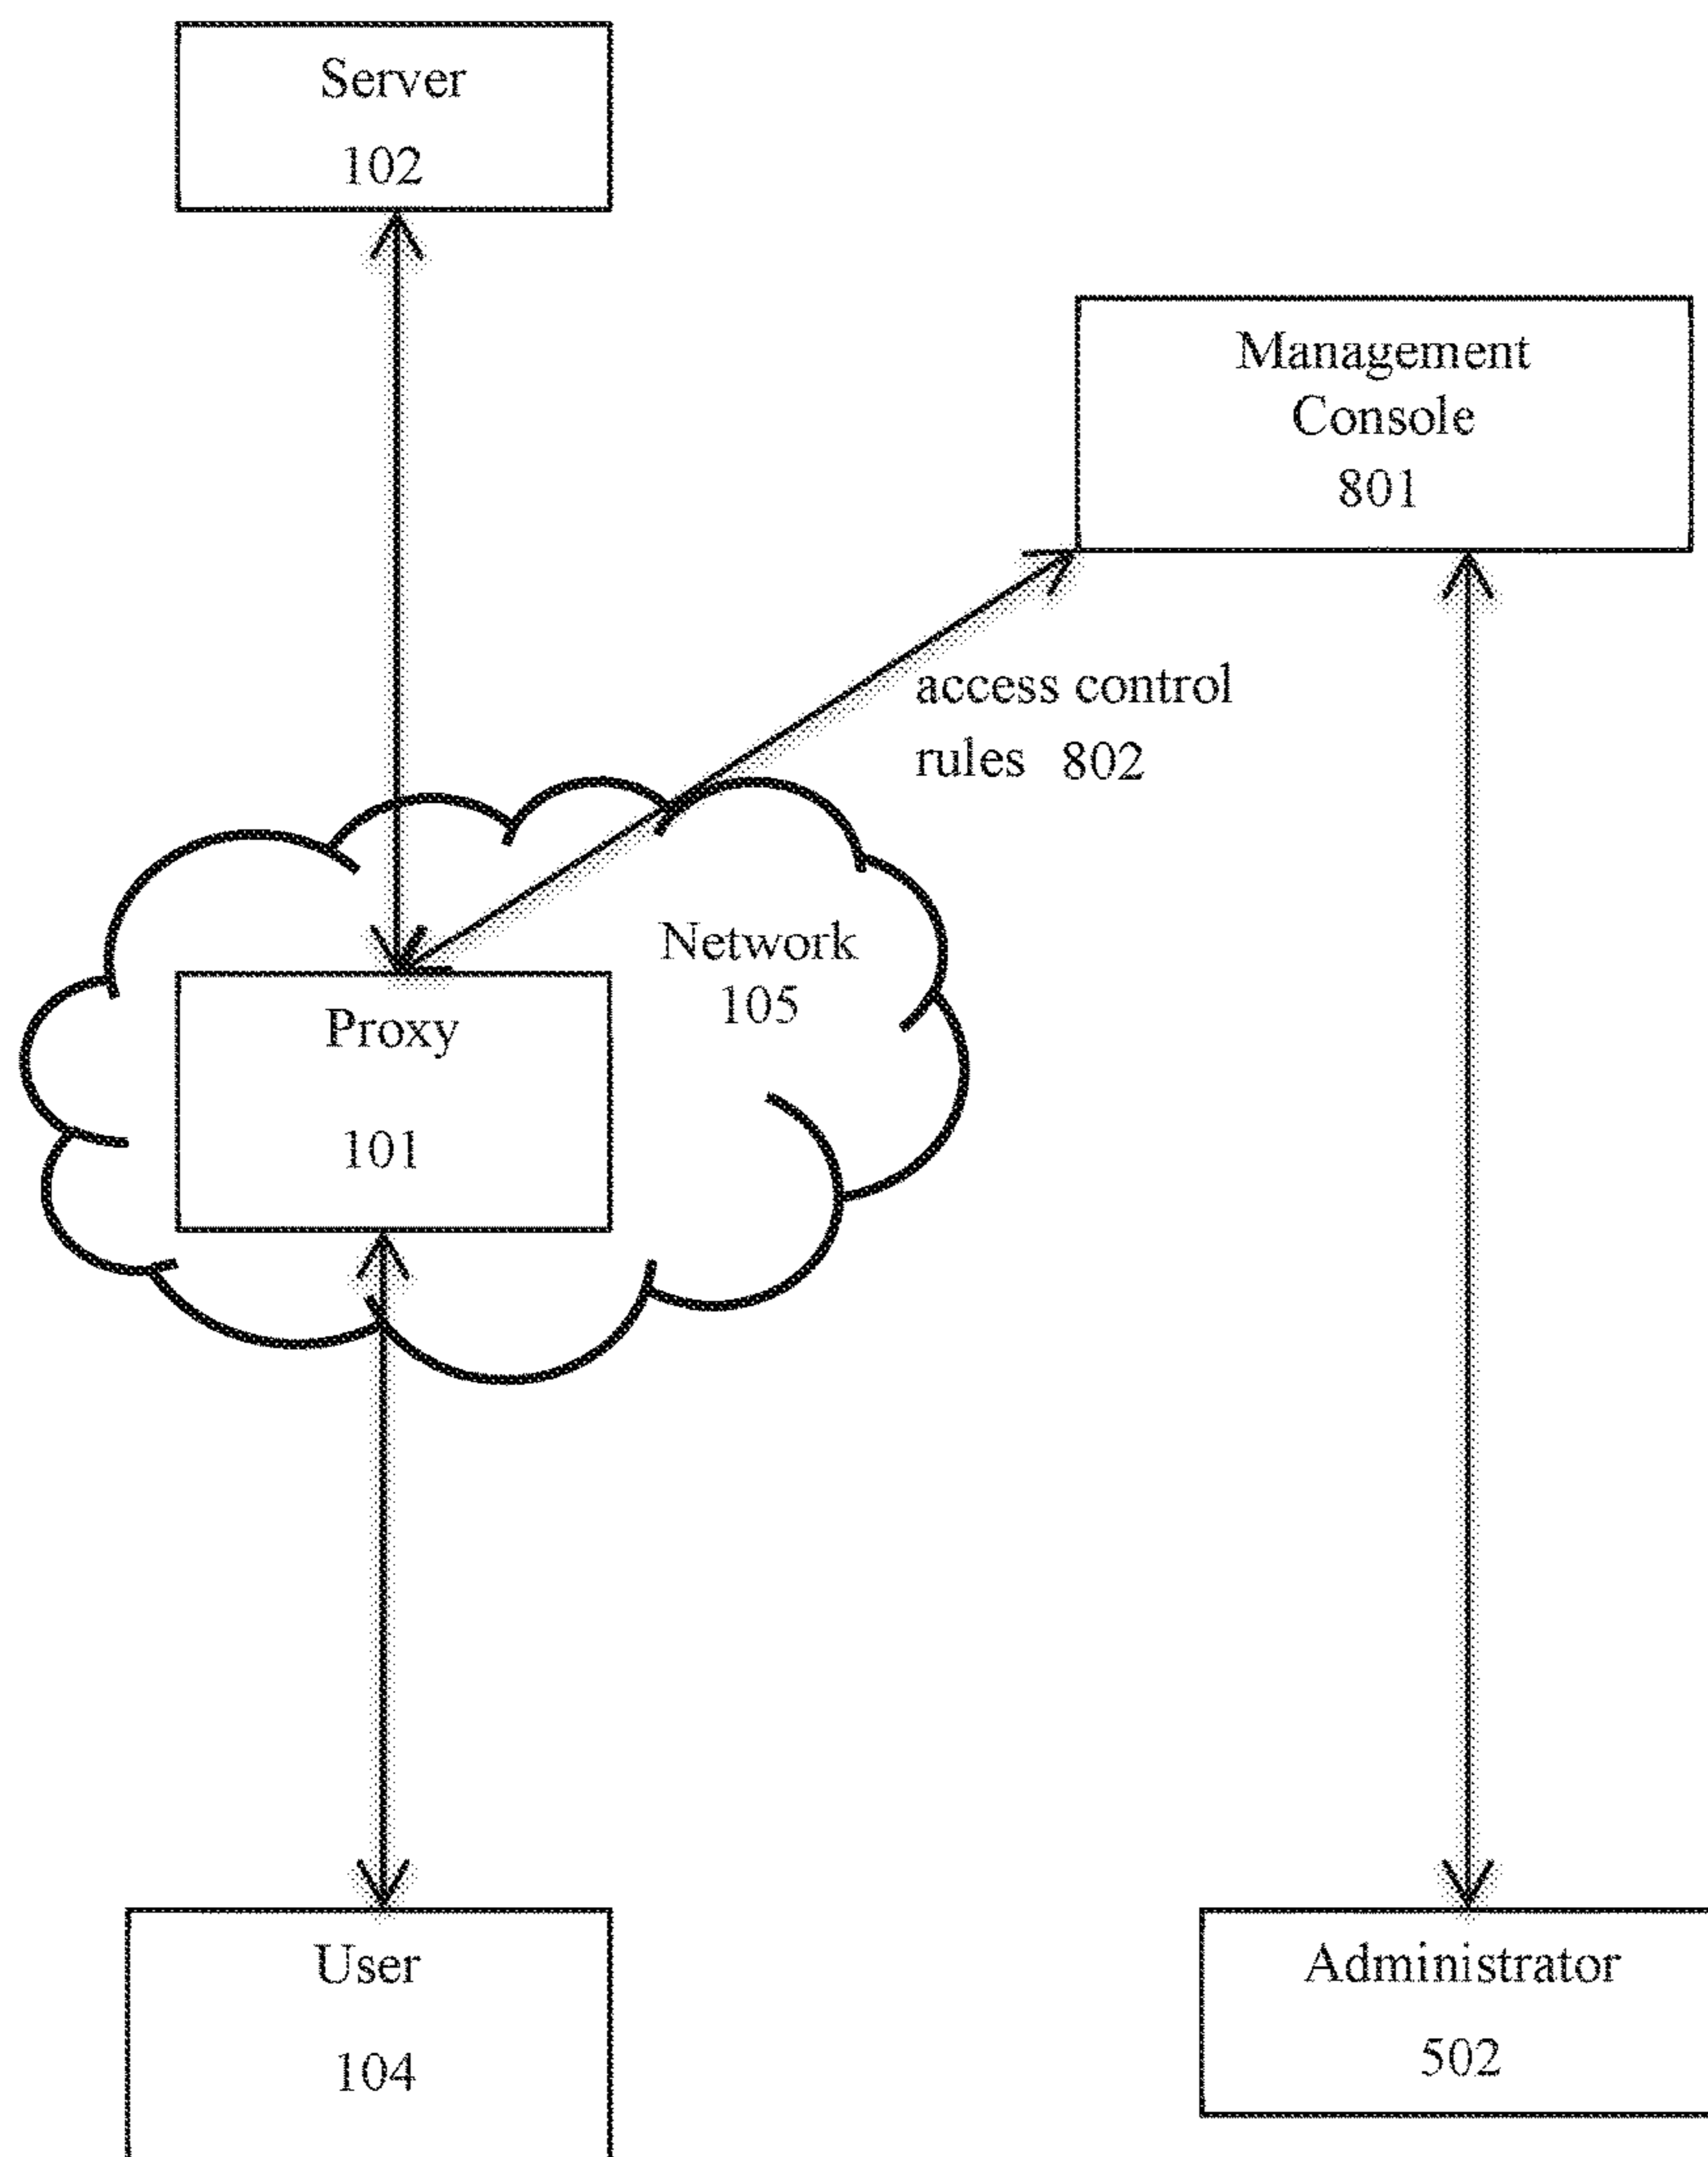 Server
102
Management
Console
801
access control
rules 802
Network
105
Proxy
101
User
104
Administrator
502